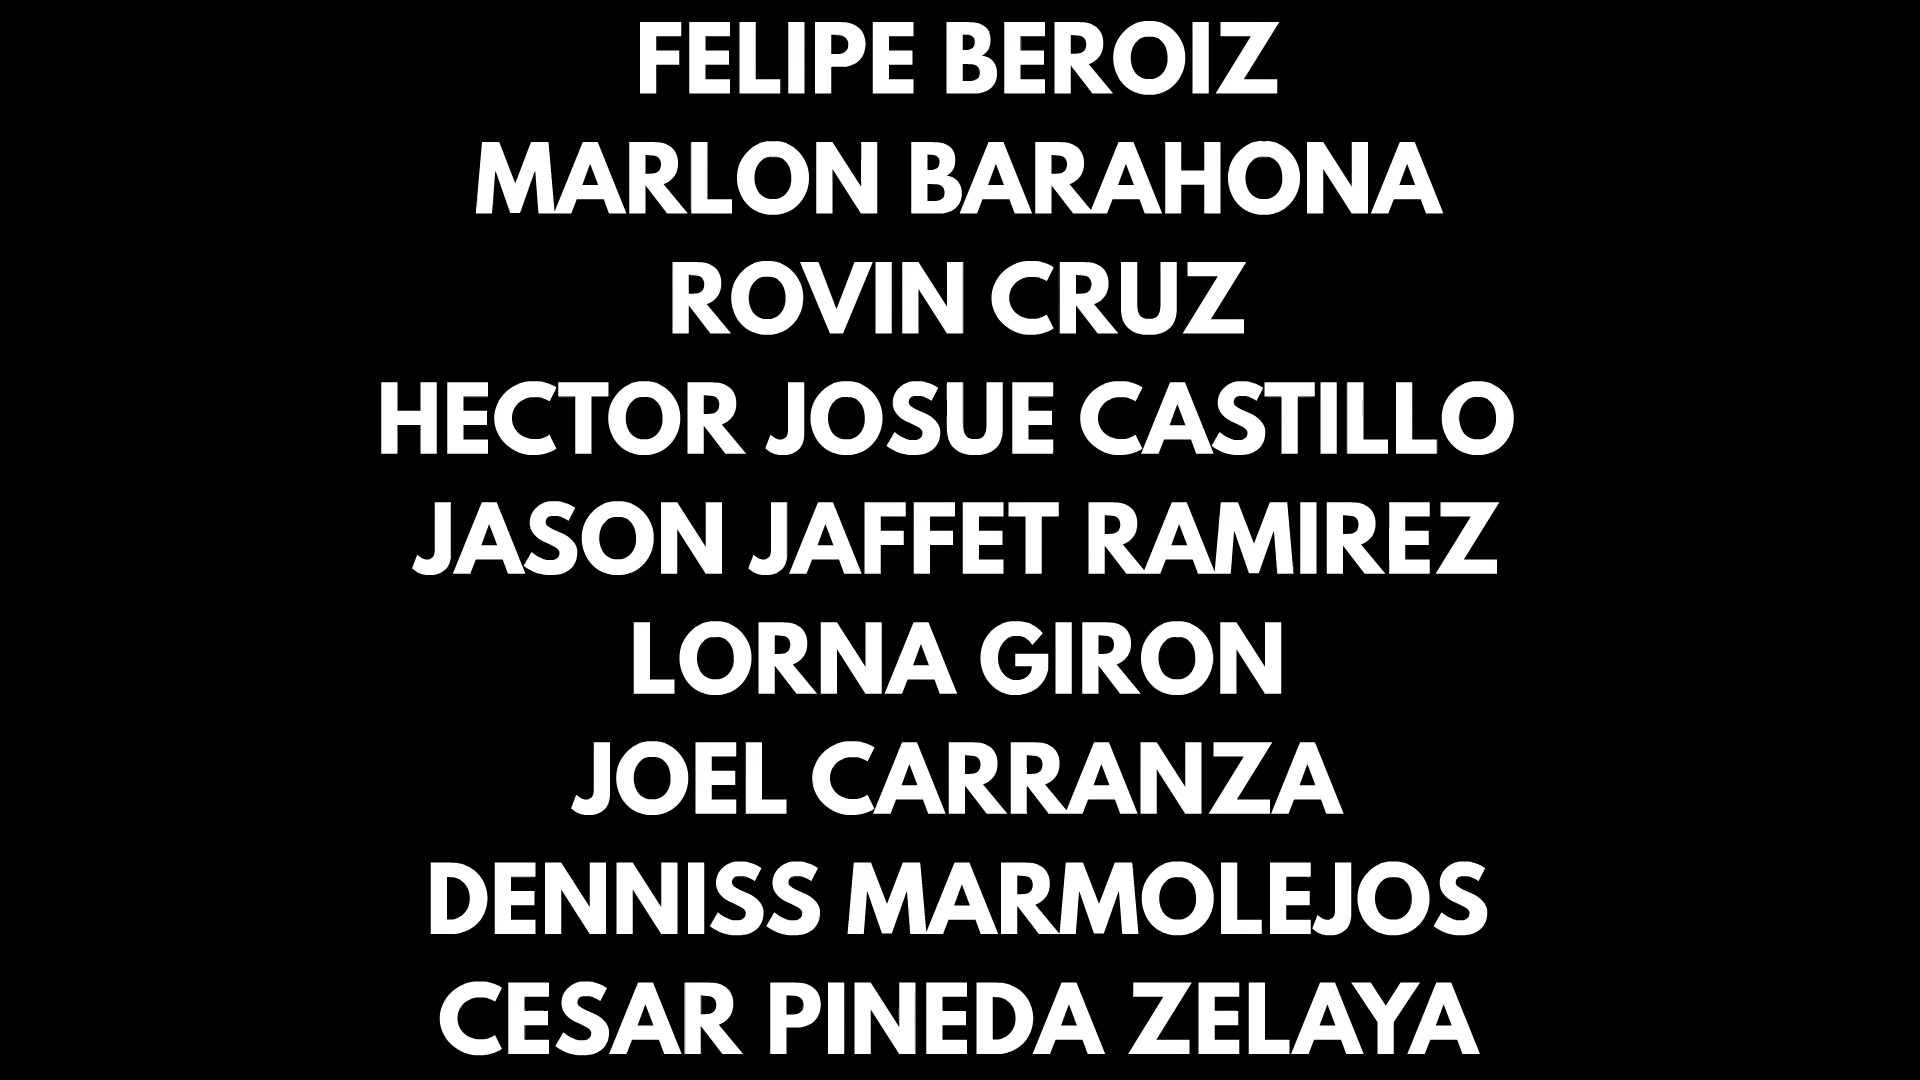 FELIPE BEROIZ
MARLON BARAHONA
ROVIN CRUZ
HECTOR JOSUE CASTILLO
JASON JAFFET RAMIREZ
LORNA GIRON
JOEL CARRANZA
DENNISS MARMOLEJOS
CESAR PINEDA ZELAYA